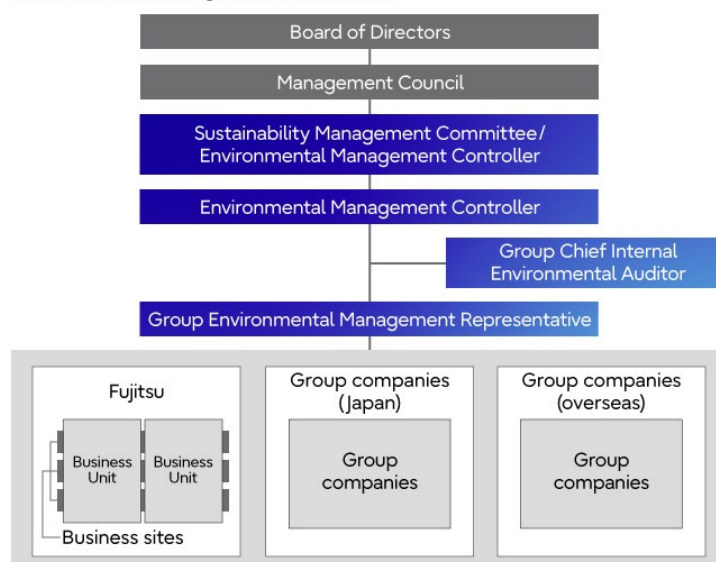 Board of Directors
Management Council
Sustainability Management Committee/
Environmental Management Controller
Environmental Management Controller
Group Chief Internal
Environmental Auditor
Group Environmental Management Representative
Fujitsu
Business
Unit
Business
Unit
Business sites
Group companies
(Japan)
Group
companies
Group companies
(overseas)
Group
companies